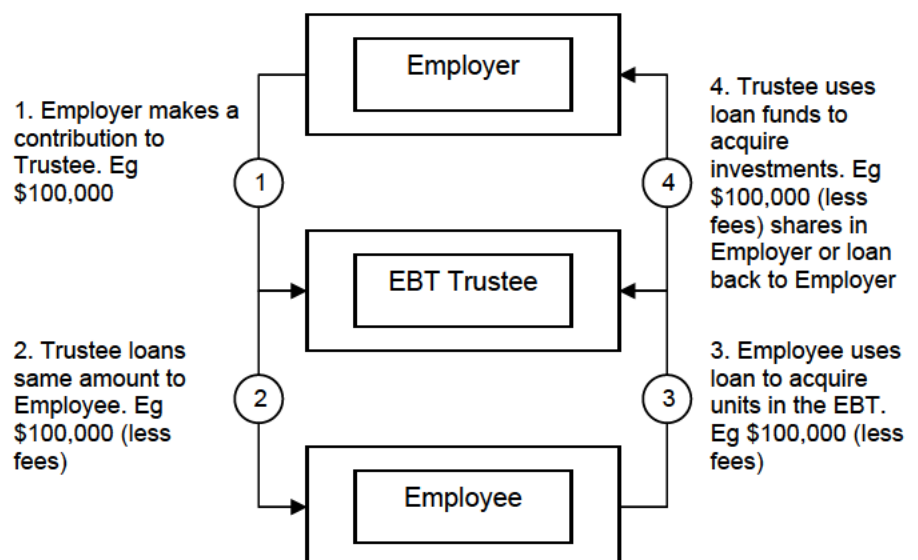 Employer
1. Employer makes a
contribution to
Trustee. Eg
$100,000
1
4
4. Trustee uses
loan funds to
acquire
investments. Eg
$100,000 (less
fees) shares in
Employer or loan
back to Employer
EBT Trustee
2. Trustee loans
same amount to
Employee. Eg
$100,000 (less
fees)
2
3
3. Employee uses
loan to acquire
units in the EBT.
Eg $100,000 (less
fees)
Employee